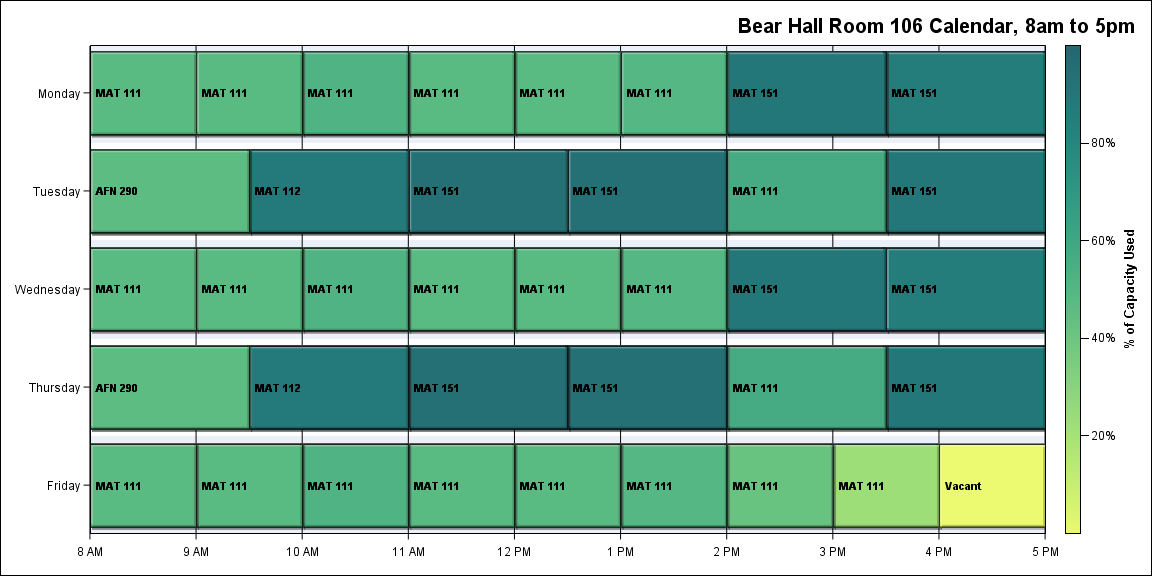 Bear Hall Room 106 Calendar, 8am to 5pm
Monday
MAT 111
MAT 111
MAT 111
MAT 111
MAT 111
MAT 111
MAT 151
MAT 151
Tuesday
AFN 290
MAT 112
MAT 151
MAT 151
MAT 111
MAT 151
Wednesday
MAT 111
MAT 111
MAT 111
MAT 111
MAT 111
MAT 111
MAT 151
MAT 151
Thursday
AFN 290
MAT 112
MAT 151
MAT 151
MAT 111
MAT 151
Friday
MAT 111
MAT 111
MAT 111
MAT 111
MAT 111
MAT 111
MAT 111
MAT 111
Vacant
8 AM
9 AM
10 AM
11 AM
12 PM
1 PM
2 PM
3 PM
4 PM
5 PM
80%
60%
40%
20%
% of Capacity Used